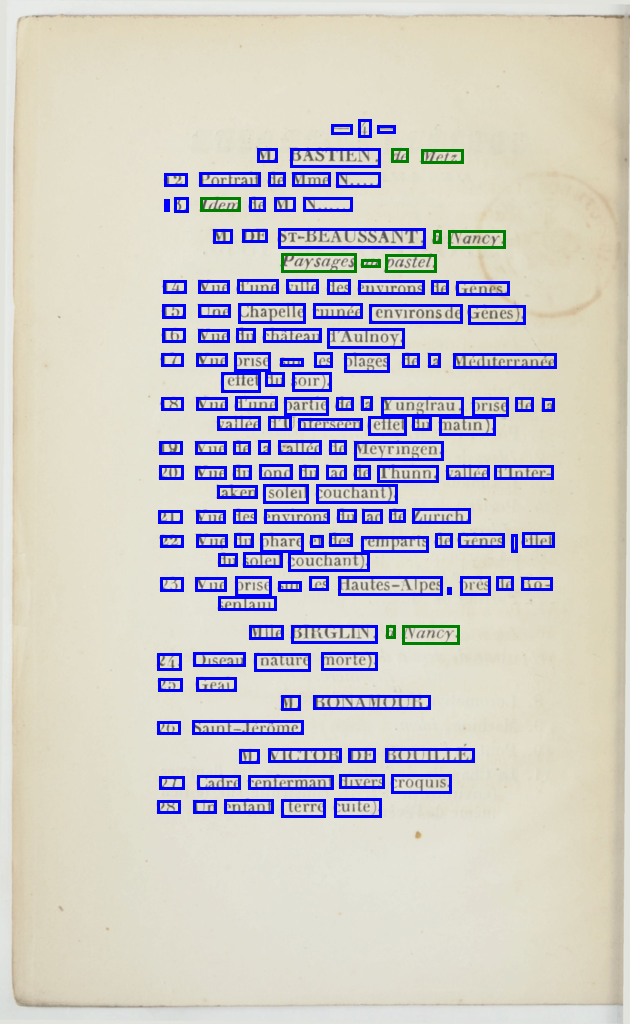 — 4 —
M. BASTIEN, de Metz.
12 Portrait de Mme N.....
13 Idem de M. N.....
M. DE St-BEAUSSANT, à Nancy.
Paysages au pastel.
14 Vue d'une ville des environs de Gênes.
15 Une Chapelle ruinée (environs de Gênes).
16 Vue du château d'Aulnoy.
17 Vue prise sur les plages de la Méditerranée
(effet du soir).
18 Vue d'une partie de la Yungfrau, prise de la
vallée d'Unterseen (effet du matin).
19 Vue de la vallée de Meyringen.
20 Vue du fond du lac de Thunn, vallée d'Inter-
laken (soleil couchant).
21 Vue des environs du lac de Zurich.
22 Vue du phare et des remparts de Gênes (effet
du soleil couchant).
23 Vue prise sur les Hautes-Alpes, près de Ro-
senlaui
Mlle BIRGLIN, à Nancy.
24 Oiseau (nature morte).
25 Geai.
M. BONAMOUR.
26 Saint-Jérôme.
M. VICTOR DE BOUILLÉ.
27 Cadre renfermant divers croquis.
28 Un enfant (terre cuite).